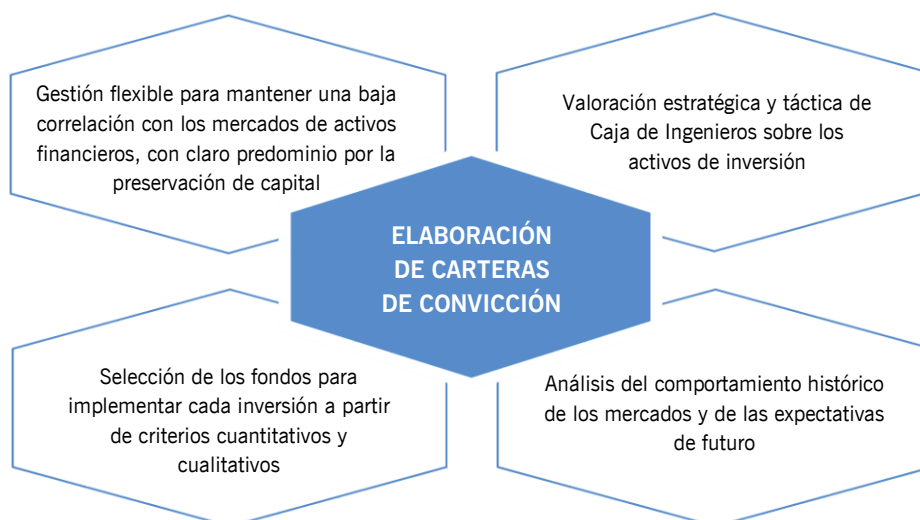 Gestión flexible para mantener una baja
correlación con los mercados de activos
financieros, con claro predominio por la
preservación de capital
Valoración estratégica y táctica de
Caja de Ingenieros sobre los
activos de inversión
ELABORACIÓN
DE CARTERAS
DE CONVICCIÓN
Selección de los fondos para
implementar cada inversión a partir
de criterios cuantitativos y
cualitativos
Análisis del comportamiento histórico
de los mercados y de las expectativas
de futuro